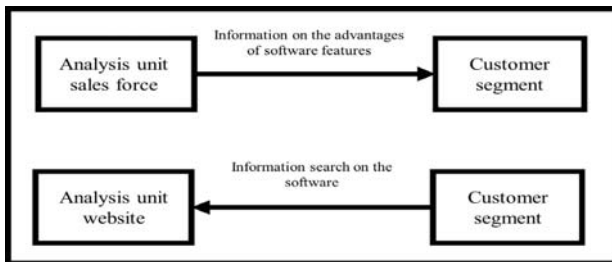 Information on the advantages
of software features
Analysis unit
sales force
Customer
segment
Information search on the
software
Analysis unit
website
Customer
segment